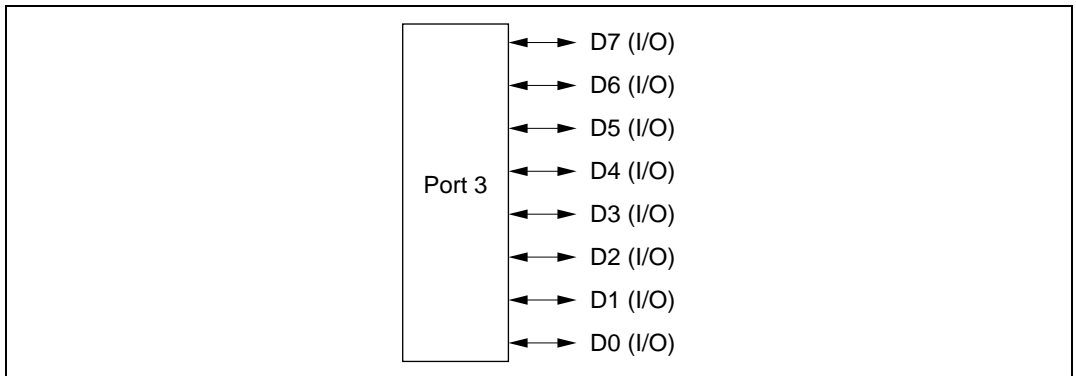 D7 (I/O)
D6 (I/O)
D5 (I/O)
D4 (I/O)
Port 3
D3 (I/O)
D2 (I/O)
D1 (I/O)
D0 (I/O)